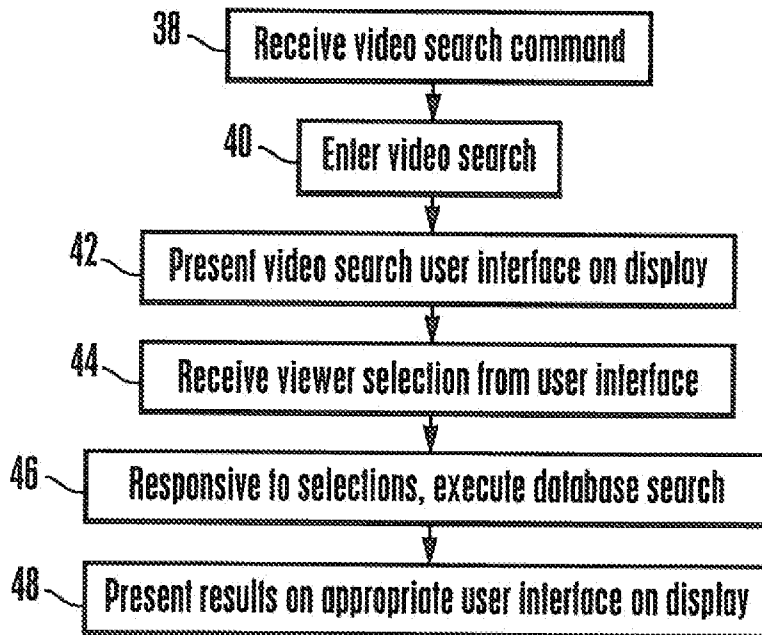 38 Receive video search command
40 Enter video search
42 Present video search user interface on display
44 Receive viewer selection from user interface
46 Responsive to selections, execute database search
48 Present results on appropriate user interface on display